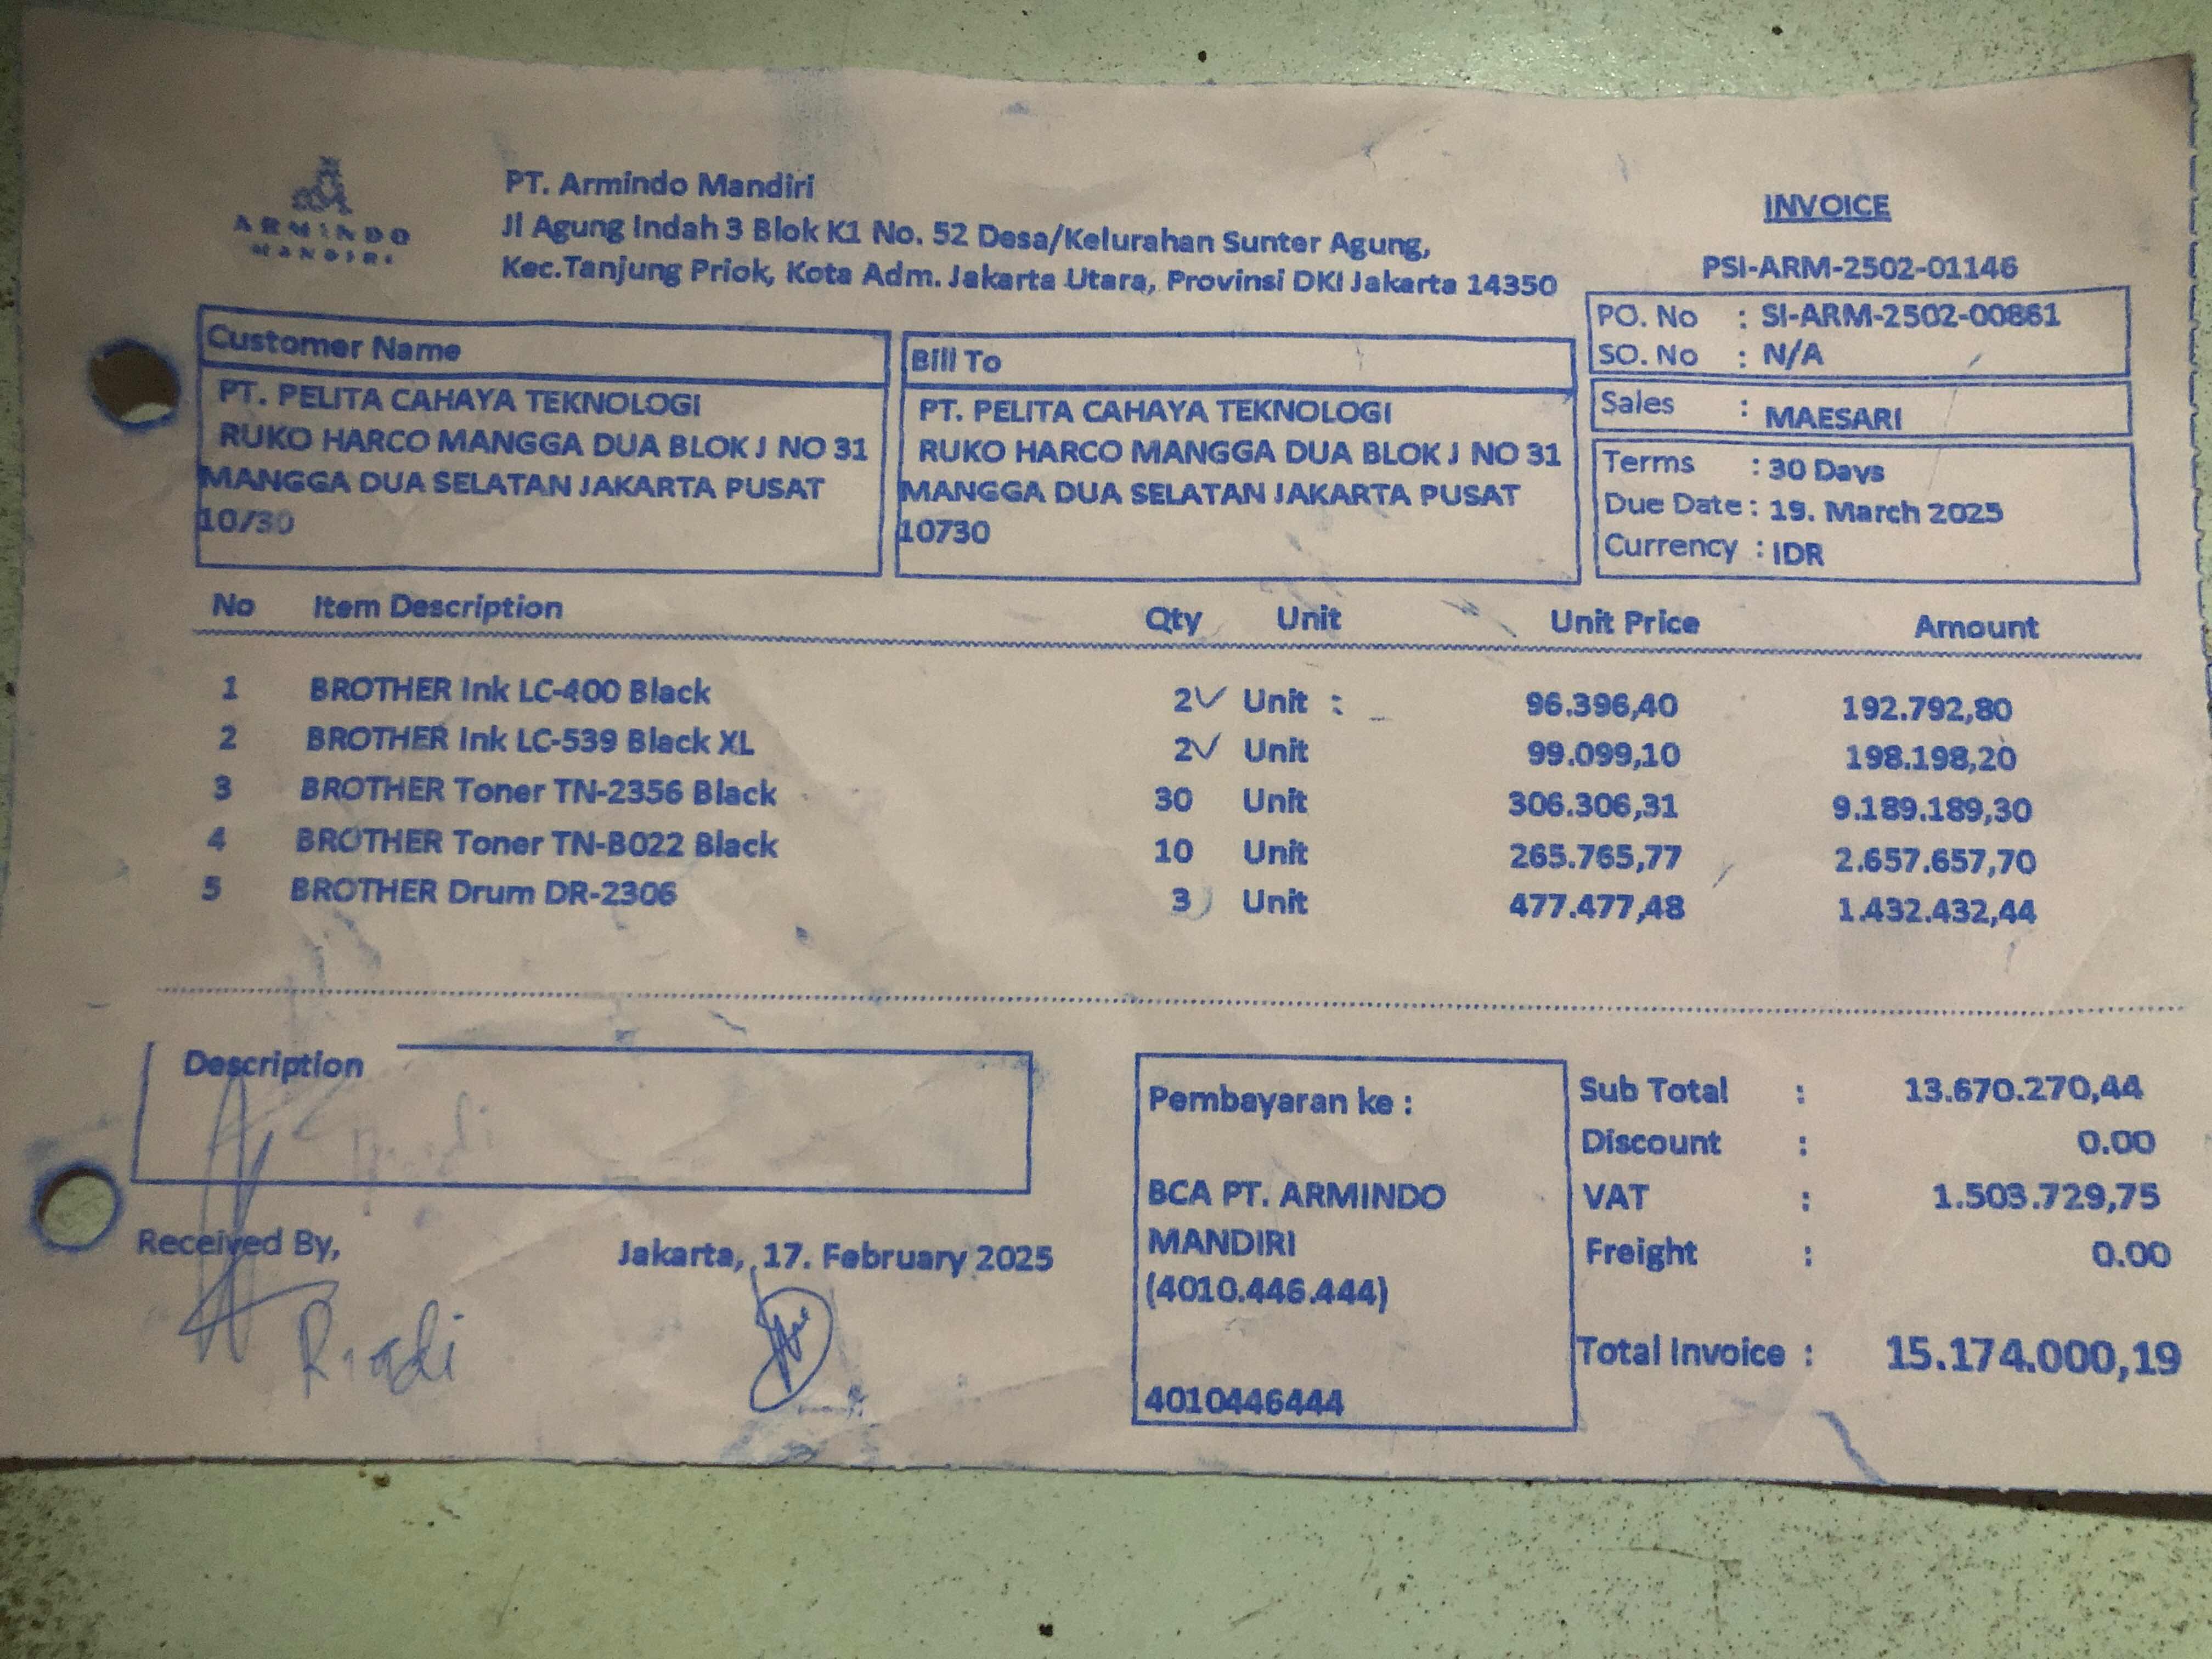 ARMINDO
MANDIRI
PT. Armindo Mandiri
Jl Agung Indah 3 Blok K1 No. 52 Desa/Kelurahan Sunter Agung,
Kec.Tanjung Priok, Kota Adm. Jakarta Utara, Provinsi DKI Jakarta 14350
INVOICE
PSI-ARM-2502-01146
PO. No : SI-ARM-2502-00861
SO. No : N/A
Sales : MAESARI
Terms : 30 Days
Due Date : 19. March 2025
Currency : IDR
Customer Name
PT. PELITA CAHAYA TEKNOLOGI
RUKO HARCO MANGGA DUA BLOK J NO 31
MANGGA DUA SELATAN JAKARTA PUSAT
10730
Bill To
PT. PELITA CAHAYA TEKNOLOGI
RUKO HARCO MANGGA DUA BLOK J NO 31
MANGGA DUA SELATAN JAKARTA PUSAT
10730
No Item Description Qty Unit Unit Price Amount
1 BROTHER Ink LC-400 Black 2 Unit : 96.396,40 192.792,80
2 BROTHER Ink LC-539 Black XL 2 Unit 99.099,10 198.198,20
3 BROTHER Toner TN-2356 Black 30 Unit 306.306,31 9.189.189,30
4 BROTHER Toner TN-B022 Black 10 Unit 265.765,77 2.657.657,70
5 BROTHER Drum DR-2306 3 Unit 477.477,48 1.432.432,44
Description
Received By,
Riadi
Jakarta, 17. February 2025
Pembayaran ke :
BCA PT. ARMINDO
MANDIRI
(4010.446.444)
4010446444
Sub Total : 13.670.270,44
Discount : 0.00
VAT : 1.503.729,75
Freight : 0.00
Total Invoice : 15.174.000,19